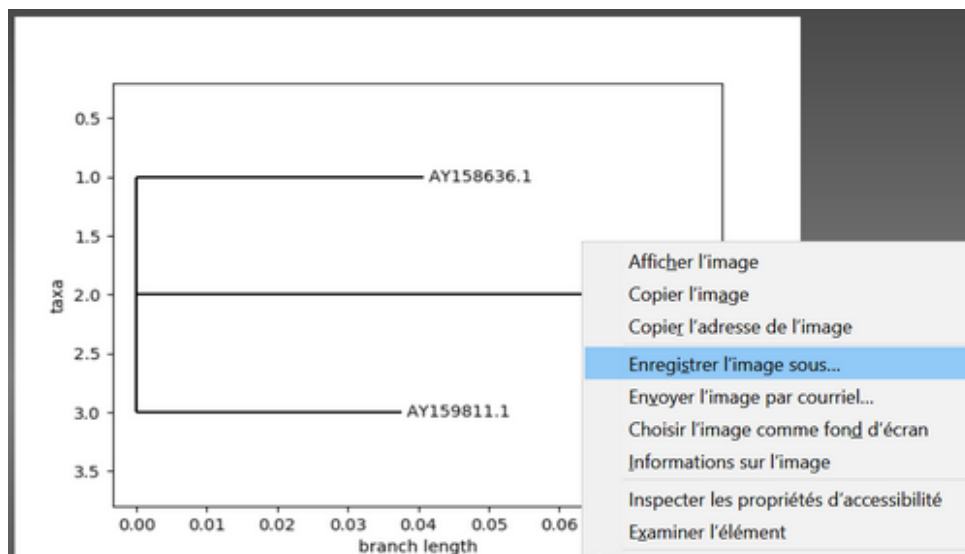 0.5
1.0
AY158636.1
1.5
taxa
2.0
2.5
3.0
AY159811.1
3.5
0.00 0.01 0.02 0.03 0.04 0.05 0.06
branch length
Afficher l'image
Copier l'image
Copier l'adresse de l'image
Enregistrer l'image sous...
Envoyer l'image par courriel...
Choisir l'image comme fond d'écran
Informations sur l'image
Inspecter les propriétés d'accessibilité
Examiner l'élément